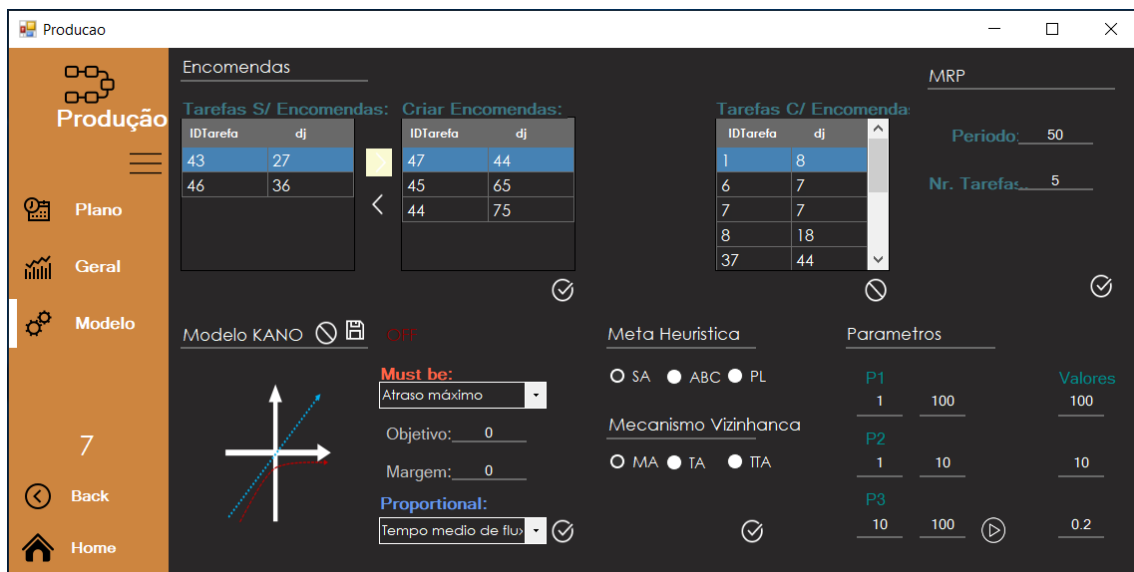 Producao
Produção
Plano
Geral
Modelo
7
Back
Home
Encomendas
Tarefas S/ Encomendas:
IDTarefa dj
43 27
46 36
>
<
Criar Encomendas:
IDTarefa dj
47 44
45 65
44 75
Tarefas C/ Encomenda
IDTarefa dj
1 8
6 7
7 7
8 18
37 44
MRP
Periodo: 50
Nr. Tarefas 5
Modelo KANO
OFF
Must be:
Atraso máximo
Objetivo: 0
Margem: 0
Proportional:
Tempo medio de flu
Meta Heuristica
SA ABC PL
Mecanismo Vizinhanca
MA TA TTA
Parametros
P1 Valores
1 100 100
P2
1 10 10
P3
10 100 0.2